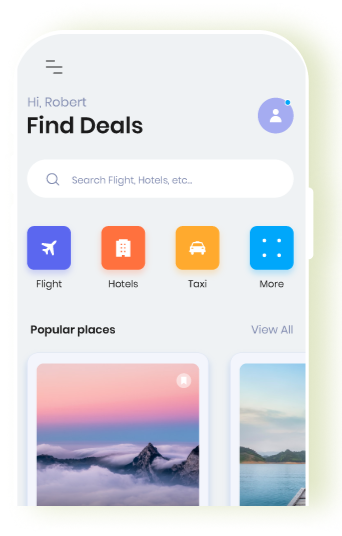 Hi, Robert
Find Deals
Search Flight, Hotels, etc...
Flight
Hotels
Taxi
More
Popular places
View All